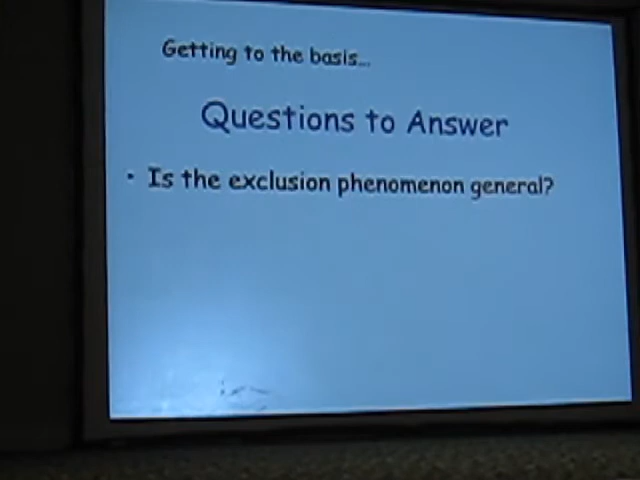 Getting to the basis...
Questions to Answer
• Is the exclusion phenomenon general?